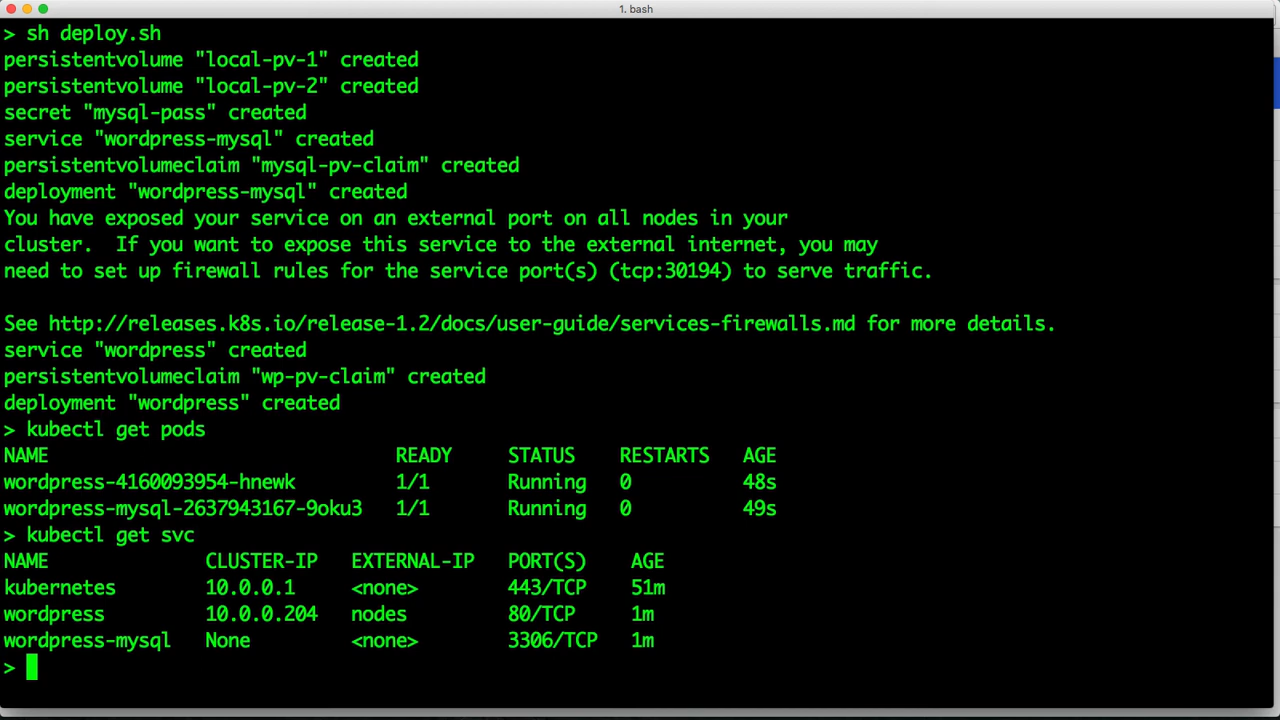 1. bash
> sh deploy.sh
persistentvolume "local-pv-1" created
persistentvolume "local-pv-2" created
secret "mysql-pass" created
service "wordpress-mysql" created
persistentvolumeclaim "mysql-pv-claim" created
deployment "wordpress-mysql" created
You have exposed your service on an external port on all nodes in your
cluster.  If you want to expose this service to the external internet, you may
need to set up firewall rules for the service port(s) (tcp:30194) to serve traffic.

See http://releases.k8s.io/release-1.2/docs/user-guide/services-firewalls.md for more details.
service "wordpress" created
persistentvolumeclaim "wp-pv-claim" created
deployment "wordpress" created
> kubectl get pods
NAME                               READY     STATUS    RESTARTS   AGE
wordpress-4160093954-hnewk         1/1       Running   0          48s
wordpress-mysql-2637943167-9oku3   1/1       Running   0          49s
> kubectl get svc
NAME              CLUSTER-IP   EXTERNAL-IP   PORT(S)    AGE
kubernetes        10.0.0.1     <none>        443/TCP    51m
wordpress         10.0.0.204   nodes         80/TCP     1m
wordpress-mysql   None         <none>        3306/TCP   1m
>